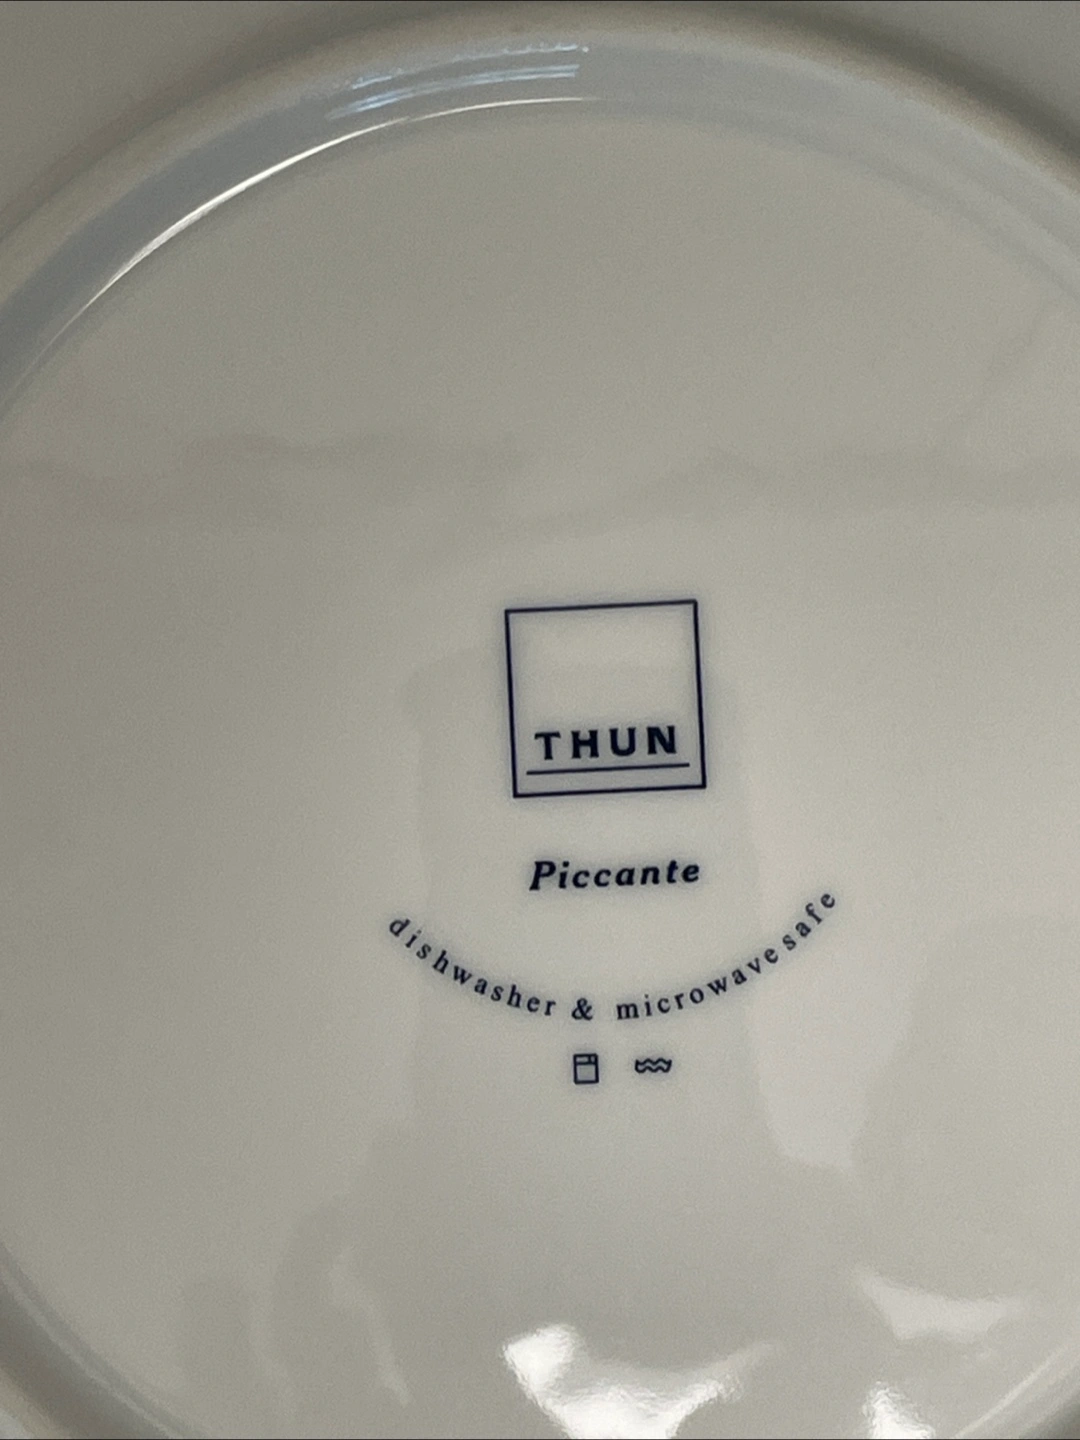 THUN
Piccante
dishwasher & microwave safe